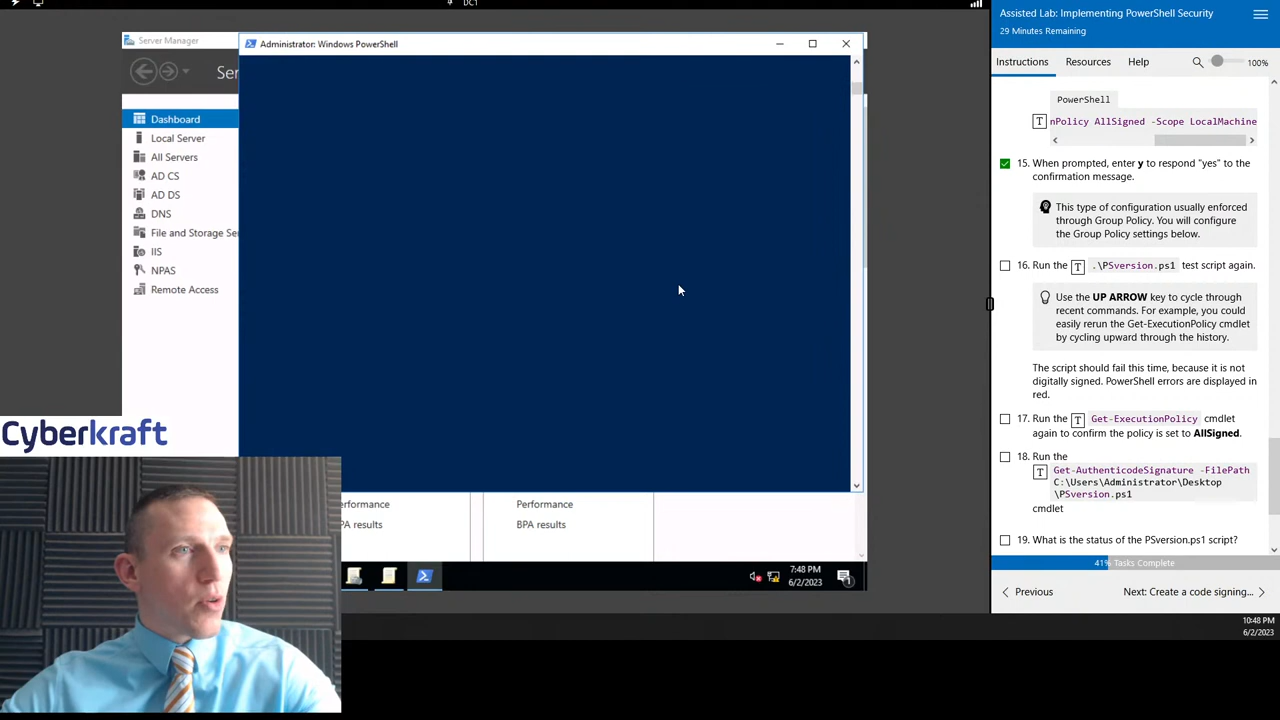 DC1
Server Manager
Administrator: Windows PowerShell
Ser
Dashboard
Local Server
All Servers
AD CS
AD DS
DNS
File and Storage Se
IIS
NPAS
Remote Access
erformance
PA results
Performance
BPA results
7:48 PM
6/2/2023
1
Cyberkraft
Assisted Lab: Implementing PowerShell Security
29 Minutes Remaining
Instructions
Resources
Help
100%
PowerShell
T
nPolicy AllSigned -Scope LocalMachine
15. When prompted, enter y to respond "yes" to the
confirmation message.
This type of configuration usually enforced
through Group Policy. You will configure
the Group Policy settings below.
16. Run the T .\PSversion.ps1 test script again.
Use the UP ARROW key to cycle through
recent commands. For example, you could
easily rerun the Get-ExecutionPolicy cmdlet
by cycling upward through the history.
The script should fail this time, because it is not
digitally signed. PowerShell errors are displayed in
red.
17. Run the T Get-ExecutionPolicy cmdlet
again to confirm the policy is set to AllSigned.
18. Run the
T Get-AuthenticodeSignature -FilePath
C:\Users\Administrator\Desktop
\PSversion.ps1
cmdlet
19. What is the status of the PSversion.ps1 script?
41% Tasks Complete
Previous
Next: Create a code signing...
10:48 PM
6/2/2023